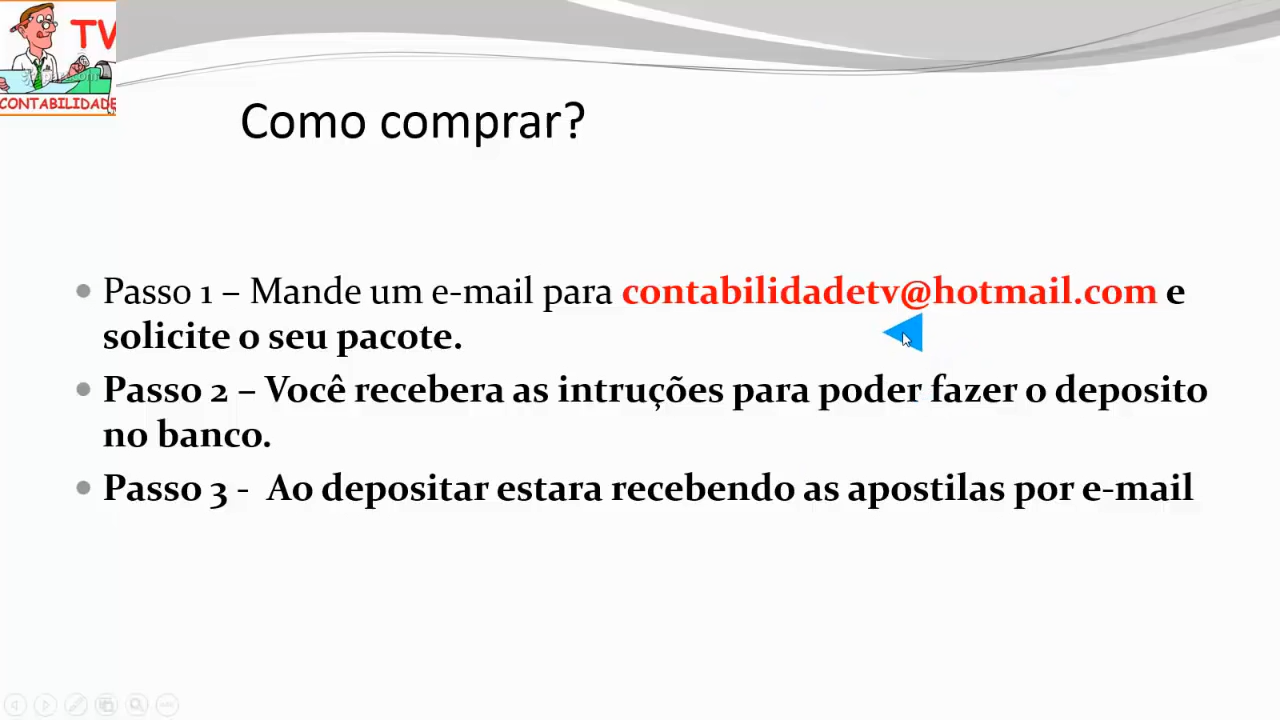 TV
CONTABILIDADE
Como comprar?
Passo 1 – Mande um e-mail para contabilidadetv@hotmail.com e
solicite o seu pacote.
Passo 2 – Você recebera as intruções para poder fazer o deposito
no banco.
Passo 3 - Ao depositar estara recebendo as apostilas por e-mail